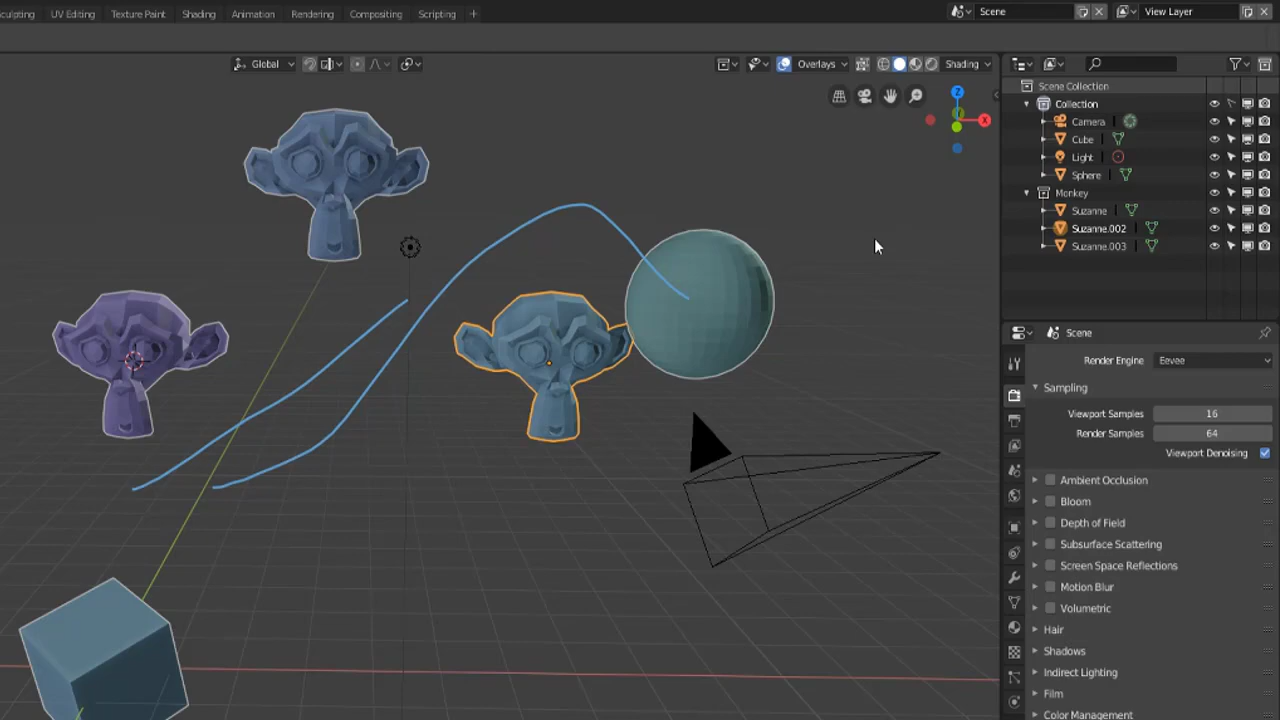 culpting UV Editing Texture Paint Shading Animation Rendering Compositing Scripting +
Scene View Layer
Global Overlays Shading
Z
X
Scene Collection
Collection
Camera
Cube
Light
Sphere
Monkey
Suzanne
Suzanne.002
Suzanne.003
Scene
Render Engine Eevee
Sampling
Viewport Samples 16
Render Samples 64
Viewport Denoising
Ambient Occlusion
Bloom
Depth of Field
Subsurface Scattering
Screen Space Reflections
Motion Blur
Volumetric
Hair
Shadows
Indirect Lighting
Film
Color Management